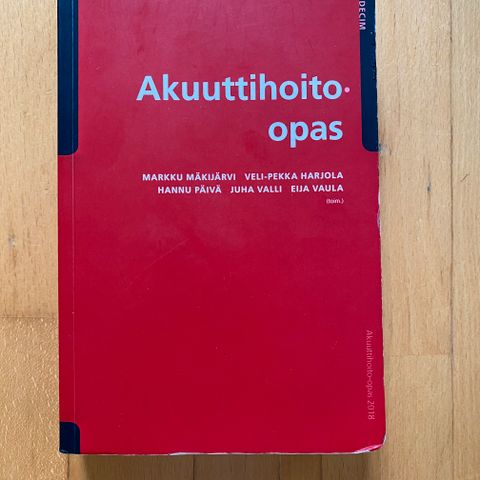 DECIM
Akuuttihoito-
opas
MARKKU MÄKIJÄRVI VELI-PEKKA HARJOLA
HANNU PÄIVÄ JUHA VALLI EIJA VAULA
(toim.)
Akuuttihoito-opas 2018